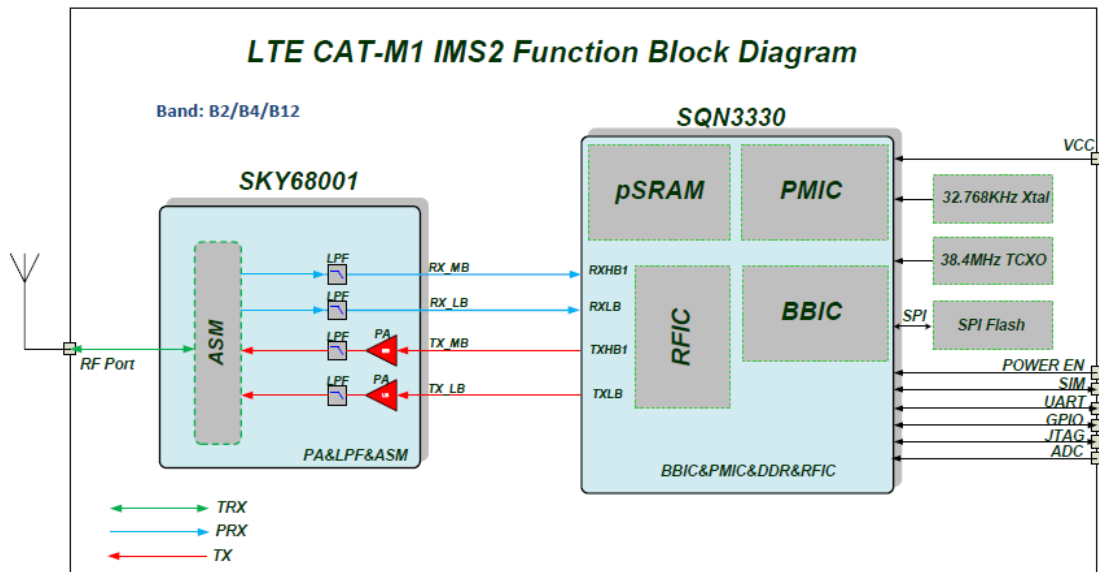 LTE CAT-M1 IMS2 Function Block Diagram
Band: B2/B4/B12
SQN3330
VCC
SKY68001
pSRAM
PMIC
32.768KHz Xtal
38.4MHz TCXO
LPF
RX_MB
RXHB1
LPF
RX_LB
RXLB
RFIC
BBIC
SPI
SPI Flash
ASM
LPF
PA
TX_MB
TXHB1
RF Port
POWER EN
LPF
PA
TX_LB
TXLB
SIM
UART
GPIO
JTAG
ADC
PA&LPF&ASM
BBIC&PMIC&DDR&RFIC
TRX
PRX
TX